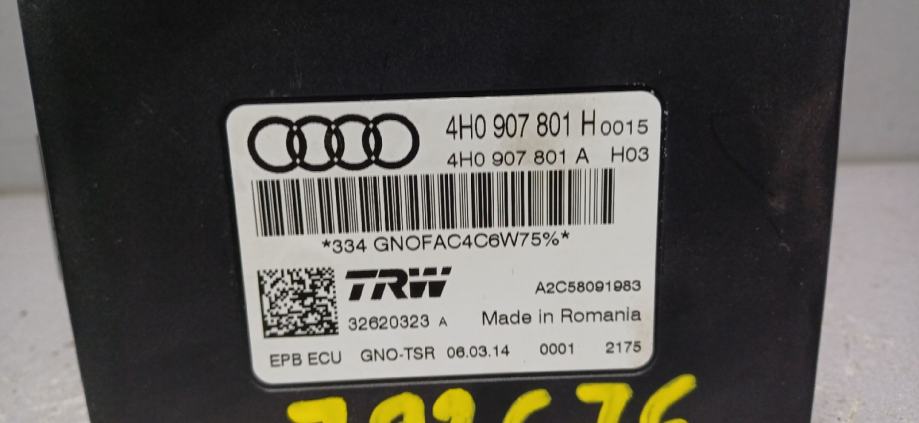 4H0 907 801 H 0015
4H0 907 801 A H03
*334 GNOFAC4C6W75%*
TRW
A2C58091983
32620323 A
Made in Romania
EPB ECU GNO-TSR 06.03.14 0001 2175